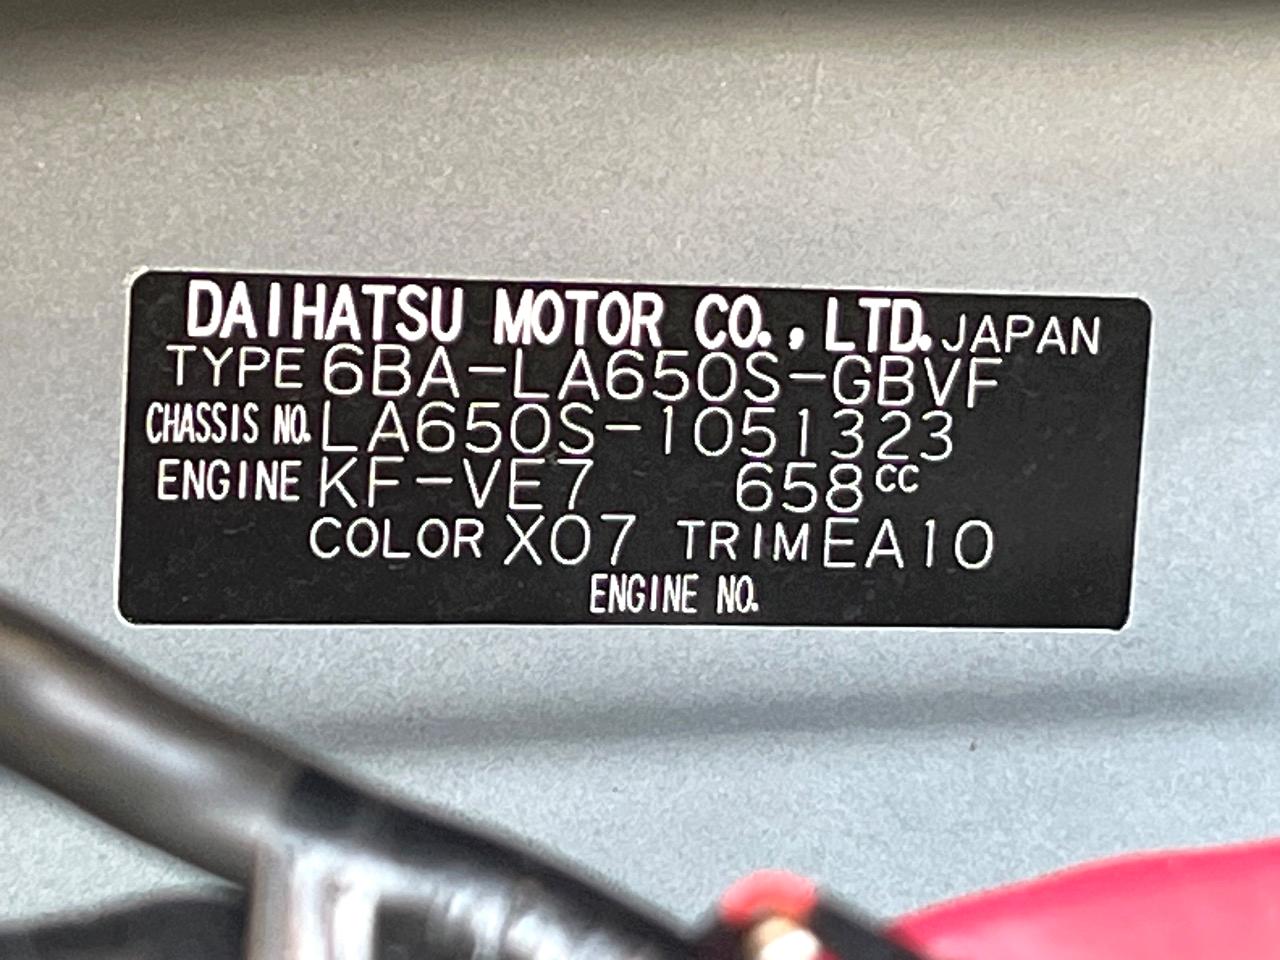 DAIHATSU MOTOR CO., LTD. JAPAN
TYPE 6BA-LA650S-GBVF
CHASSIS NO. LA650S-1051323
ENGINE KF-VE7 658cc
COLOR X07 TRIM EA10
ENGINE NO.